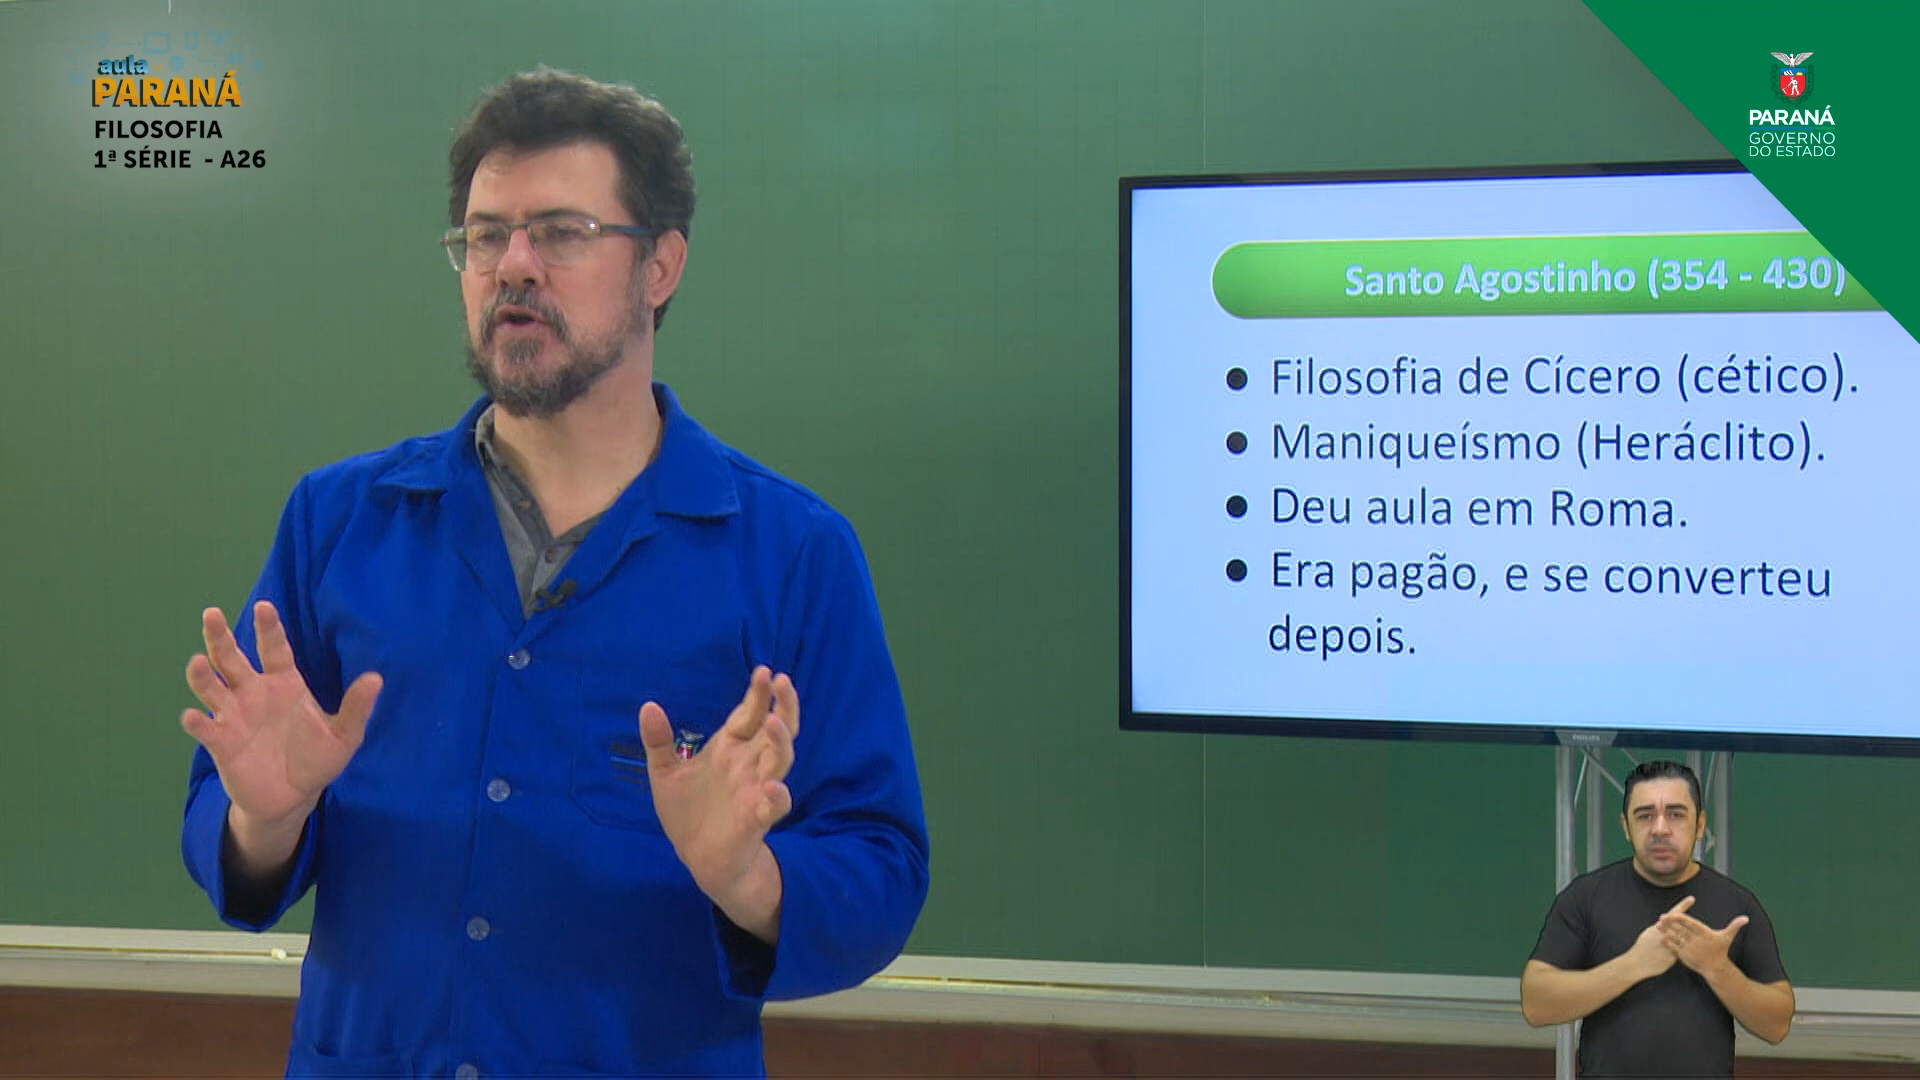 aula
PARANÁ
FILOSOFIA
1ª SÉRIE - A26
PARANÁ
GOVERNO
DO ESTADO
Santo Agostinho (354 - 430)
● Filosofia de Cícero (cético).
● Maniqueísmo (Heráclito).
● Deu aula em Roma.
● Era pagão, e se converteu
depois.
PHILIPS